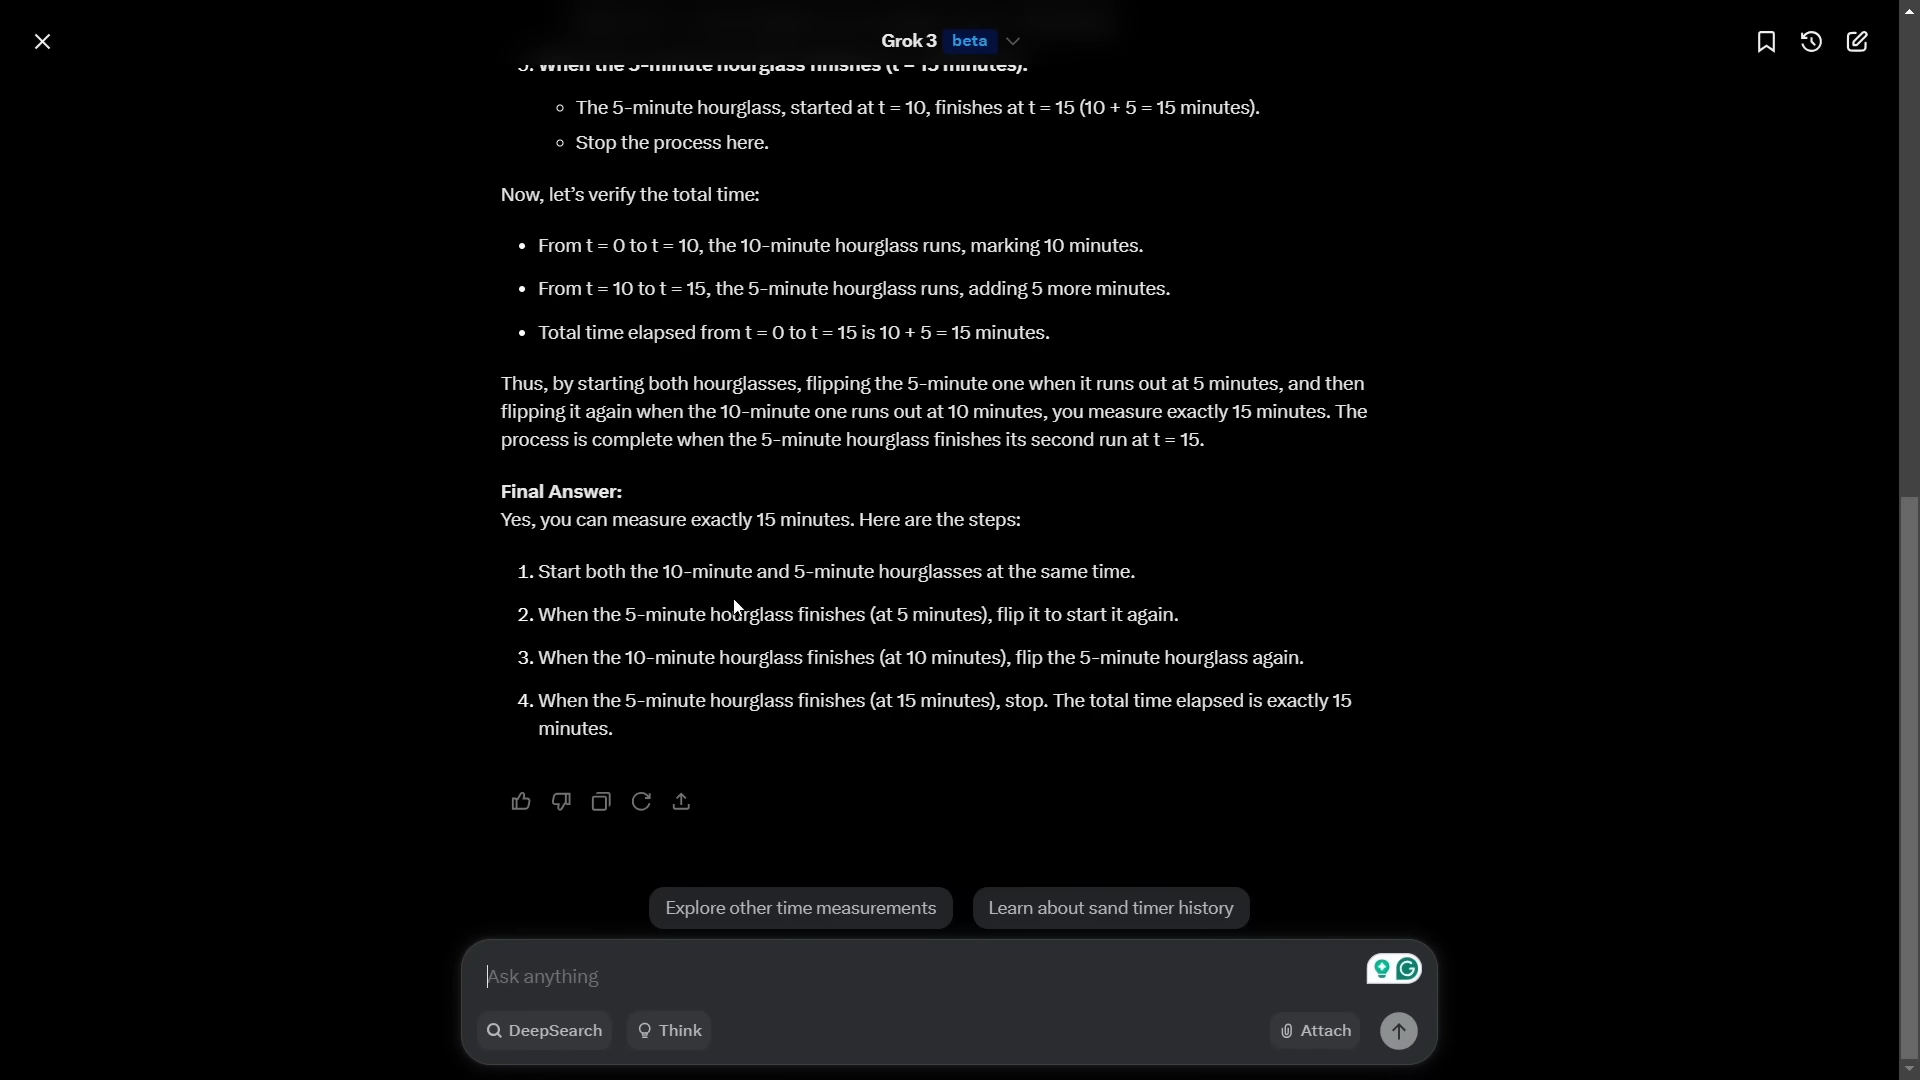 Grok 3 beta
5. When the 5-minute hourglass finishes (t = 15 minutes):
The 5-minute hourglass, started at t = 10, finishes at t = 15 (10 + 5 = 15 minutes).
Stop the process here.
Now, let’s verify the total time:
• From t = 0 to t = 10, the 10-minute hourglass runs, marking 10 minutes.
• From t = 10 to t = 15, the 5-minute hourglass runs, adding 5 more minutes.
• Total time elapsed from t = 0 to t = 15 is 10 + 5 = 15 minutes.
Thus, by starting both hourglasses, flipping the 5-minute one when it runs out at 5 minutes, and then
flipping it again when the 10-minute one runs out at 10 minutes, you measure exactly 15 minutes. The
process is complete when the 5-minute hourglass finishes its second run at t = 15.
Final Answer:
Yes, you can measure exactly 15 minutes. Here are the steps:
1. Start both the 10-minute and 5-minute hourglasses at the same time.
2. When the 5-minute hourglass finishes (at 5 minutes), flip it to start it again.
3. When the 10-minute hourglass finishes (at 10 minutes), flip the 5-minute hourglass again.
4. When the 5-minute hourglass finishes (at 15 minutes), stop. The total time elapsed is exactly 15
minutes.
Explore other time measurements
Learn about sand timer history
Ask anything
DeepSearch
Think
Attach